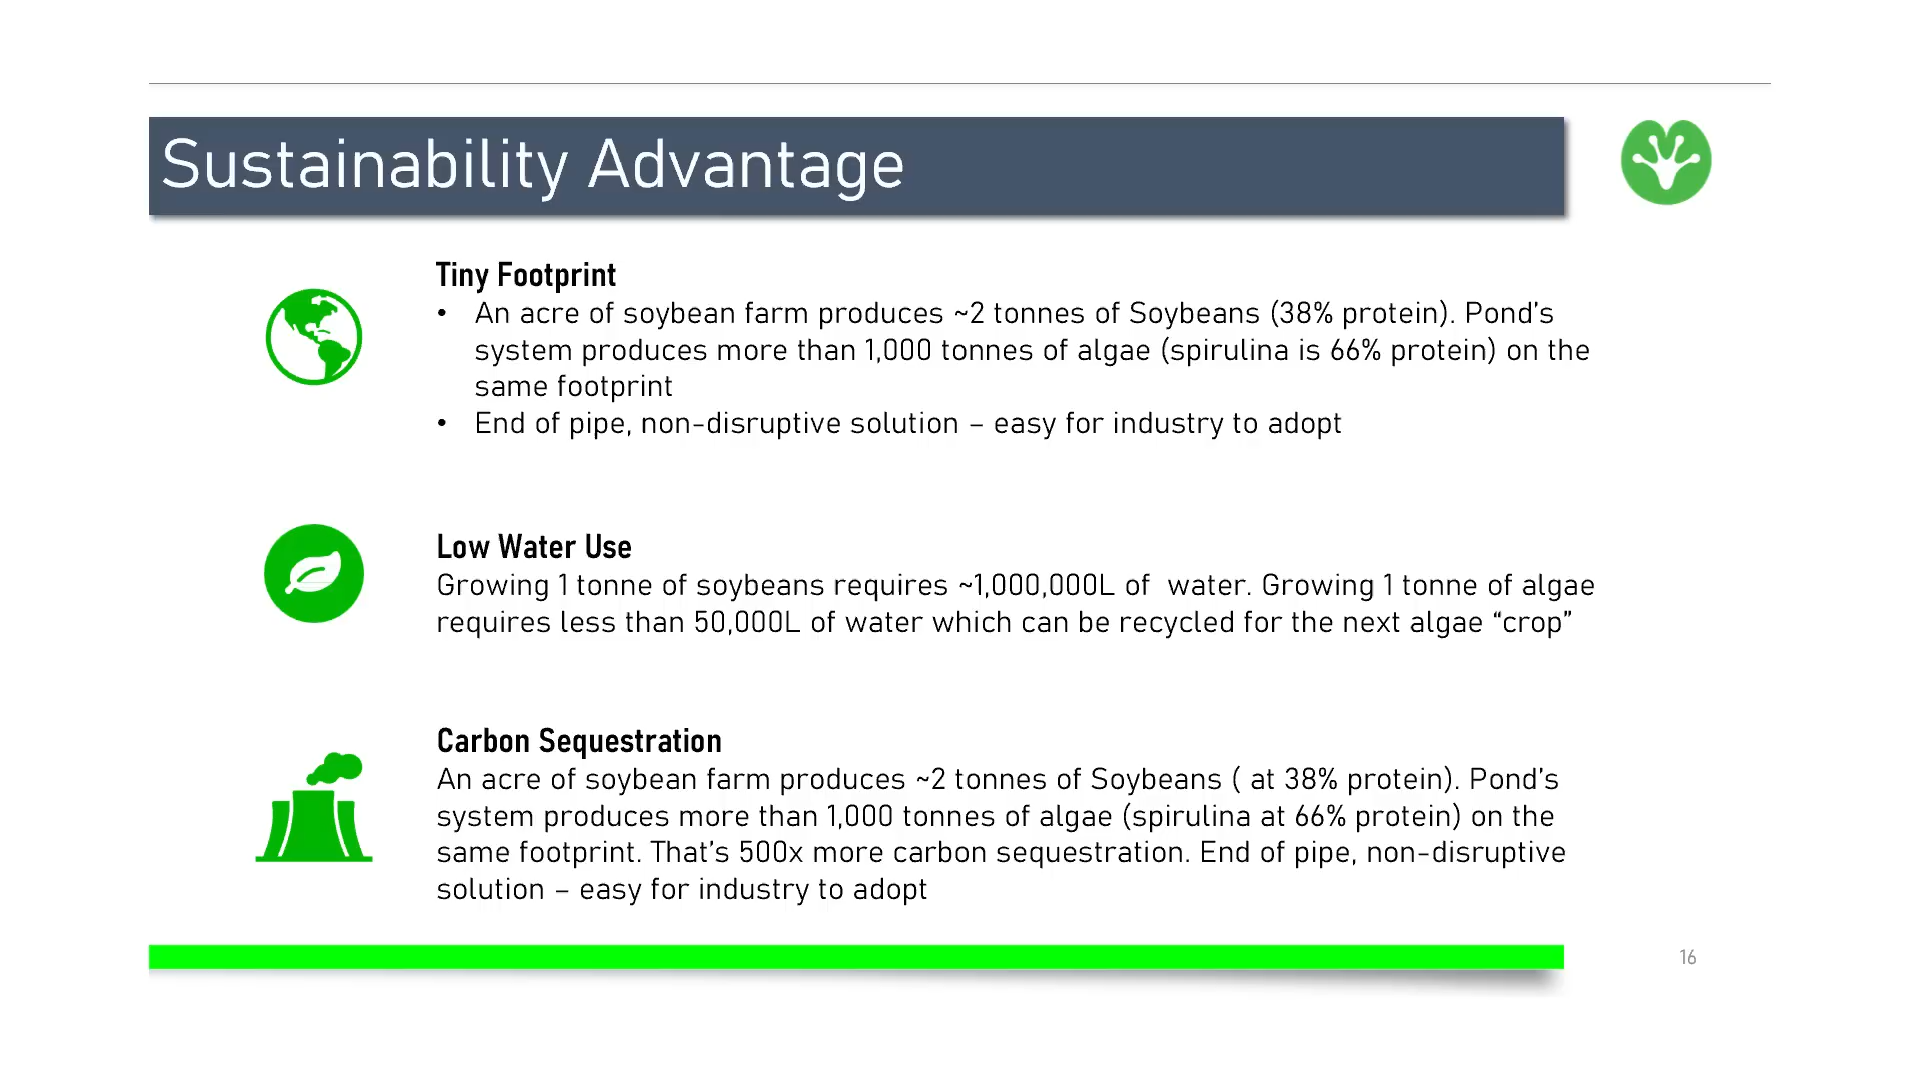 Sustainability Advantage
Tiny Footprint
• An acre of soybean farm produces ~2 tonnes of Soybeans (38% protein). Pond’s
system produces more than 1,000 tonnes of algae (spirulina is 66% protein) on the
same footprint
• End of pipe, non-disruptive solution – easy for industry to adopt
Low Water Use
Growing 1 tonne of soybeans requires ~1,000,000L of  water. Growing 1 tonne of algae
requires less than 50,000L of water which can be recycled for the next algae “crop”
Carbon Sequestration
An acre of soybean farm produces ~2 tonnes of Soybeans ( at 38% protein). Pond’s
system produces more than 1,000 tonnes of algae (spirulina at 66% protein) on the
same footprint. That’s 500x more carbon sequestration. End of pipe, non-disruptive
solution – easy for industry to adopt
16